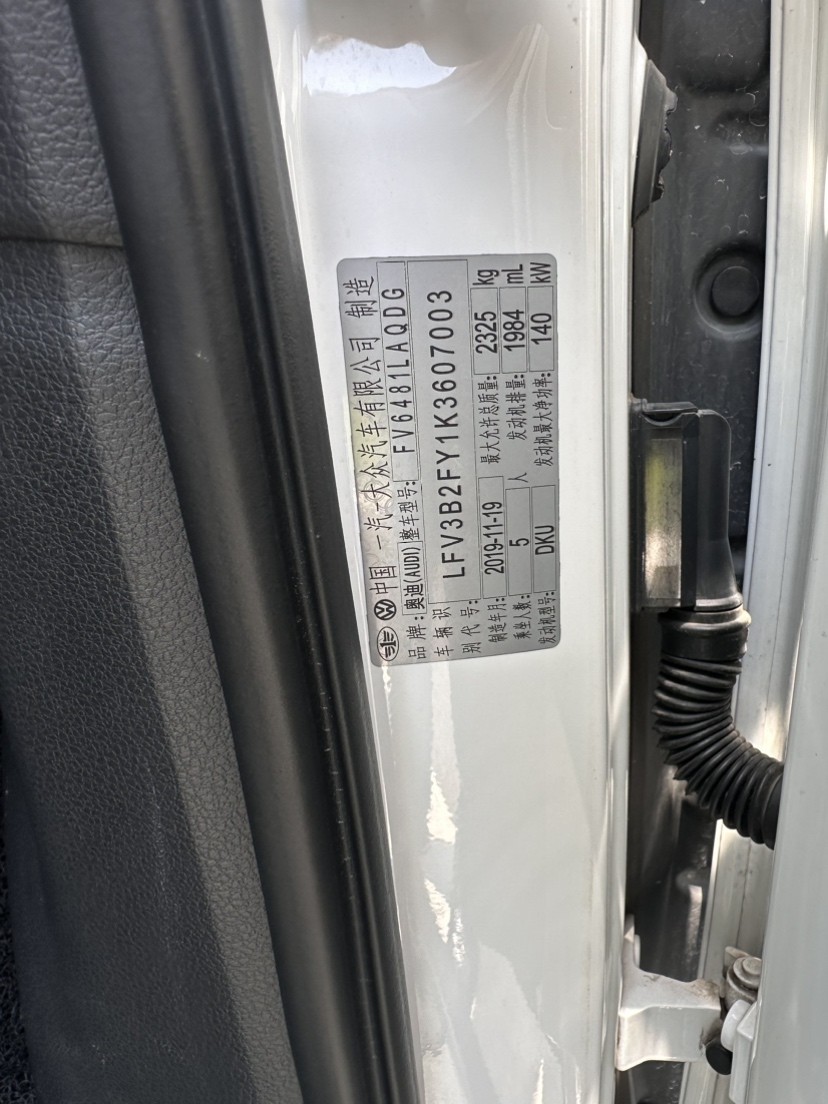 中国 一汽-大众汽车有限公司 制造
品牌: 奥迪(AUDI) 整车型号: FV6481LAQDG
车辆识别代号: LFV3B2FY1K3607003
制造年月: 2019-11-19 最大允许总质量: 2325 kg
乘坐人数: 5 人 发动机排量: 1984 mL
发动机型号: DKU 发动机最大净功率: 140 kW